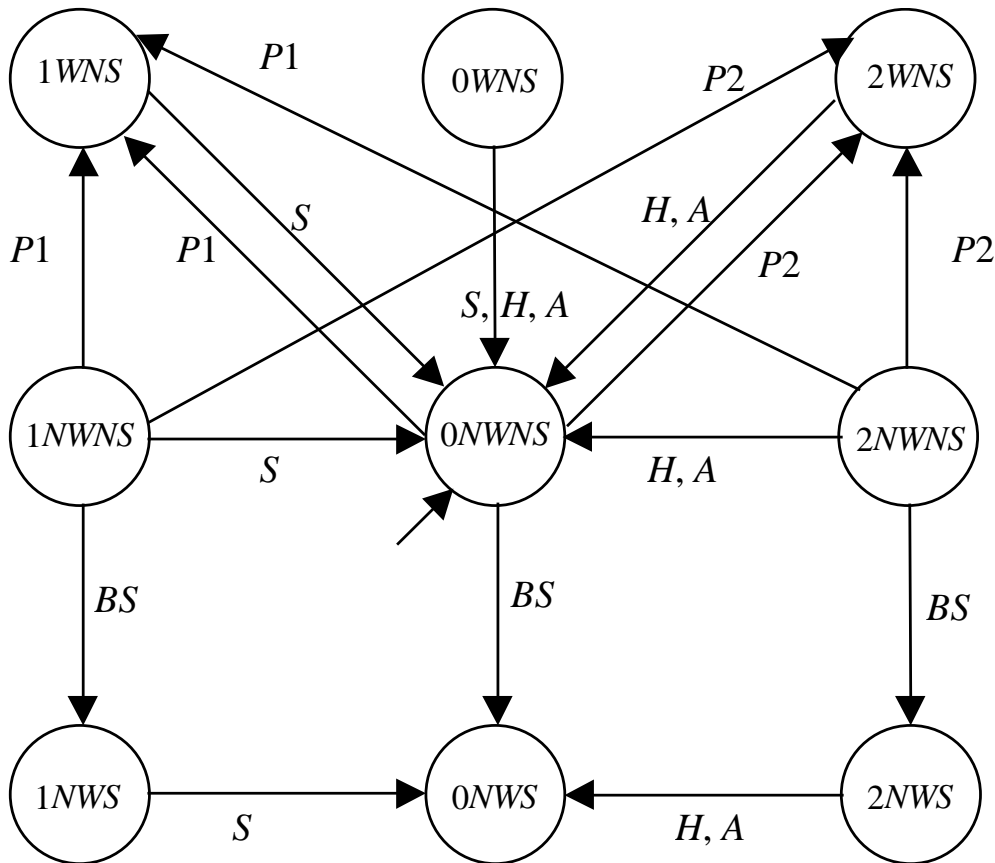 1WNS
P1
0WNS
P2
2WNS
P1
P1
S
H, A
P2
P2
S, H, A
1NWNS
S
0NWNS
H, A
2NWNS
BS
BS
BS
1NWS
S
0NWS
H, A
2NWS